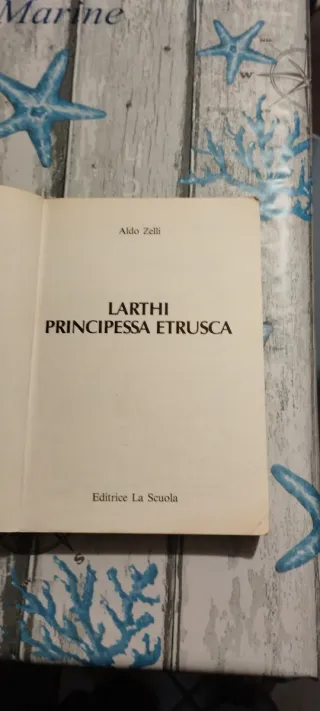 Marine
W
Aldo Zelli
LARTHI
PRINCIPESSA ETRUSCA
Editrice La Scuola
S